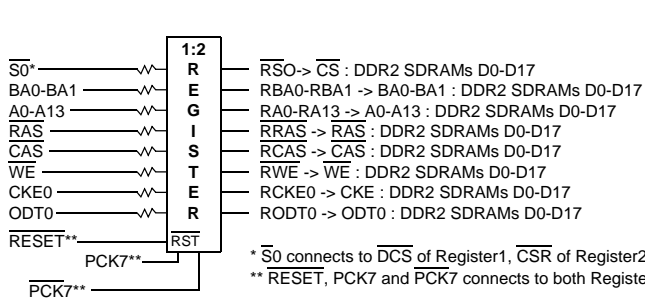 1:2
S̅0̅* R RSO-> CS : DDR2 SDRAMs D0-D17
BA0-BA1 E RBA0-RBA1 -> BA0-BA1 : DDR2 SDRAMs D0-D17
A0-A13 G RA0-RA13 -> A0-A13 : DDR2 SDRAMs D0-D17
RAS I RRAS -> RAS : DDR2 SDRAMs D0-D17
CAS S RCAS -> CAS : DDR2 SDRAMs D0-D17
WE T RWE -> WE : DDR2 SDRAMs D0-D17
CKE0 E RCKE0 -> CKE : DDR2 SDRAMs D0-D17
ODT0 R RODT0 -> ODT0 : DDR2 SDRAMs D0-D17
RESET** RST
PCK7**
PCK7**
* S0 connects to DCS of Register1, CSR of Register2
** RESET, PCK7 and PCK7 connects to both